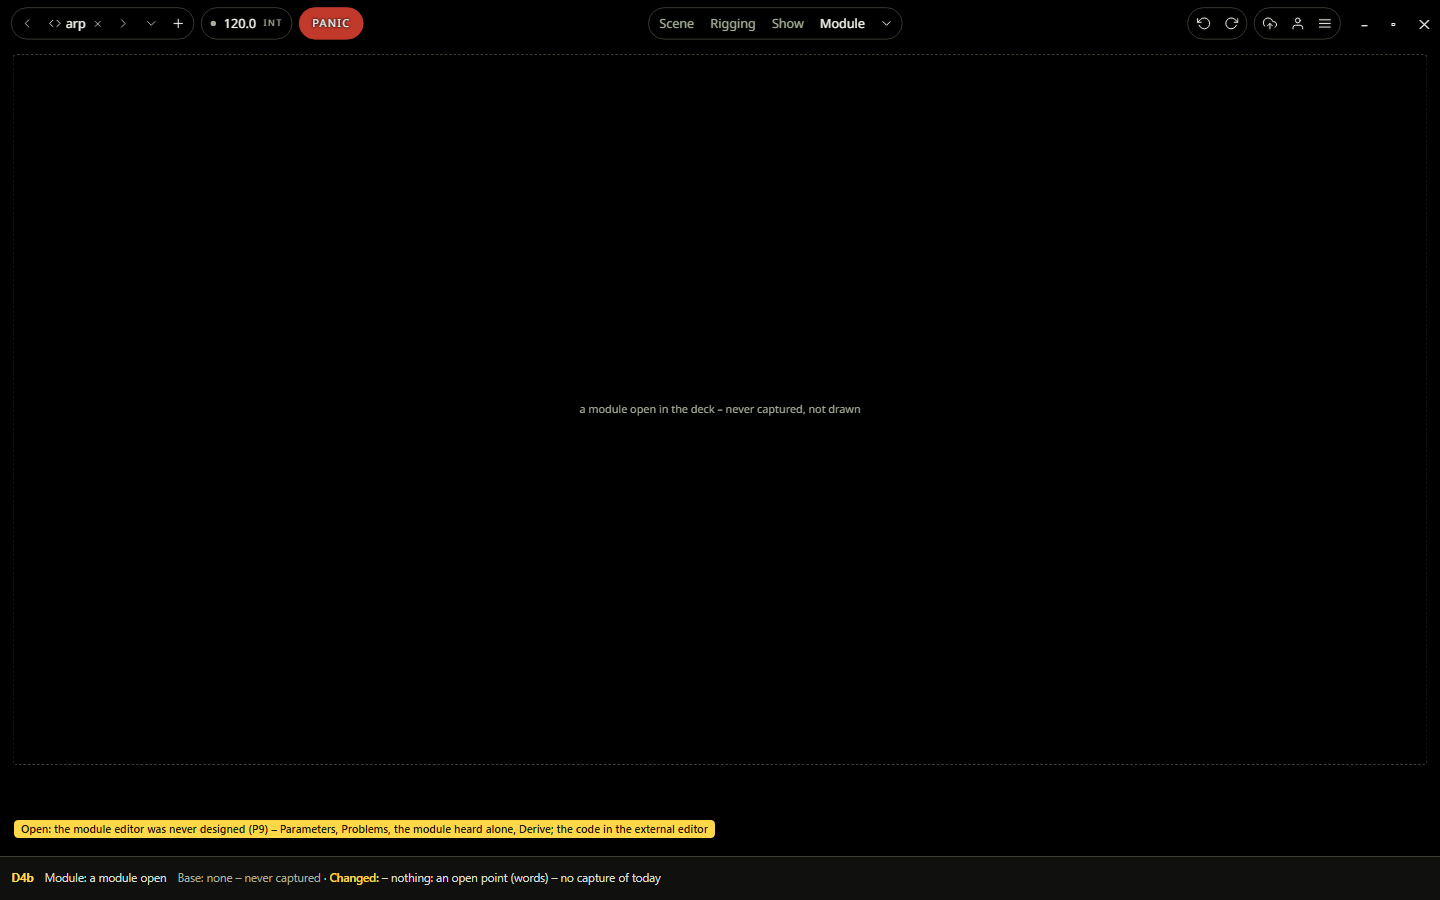 arp
120.0 INT
PANIC
Scene Rigging Show Module
a module open in the deck – never captured, not drawn
Open: the module editor was never designed (P9) – Parameters, Problems, the module heard alone, Derive; the code in the external editor
D4b Module: a module open Base: none – never captured · Changed: – nothing: an open point (words) – no capture of today